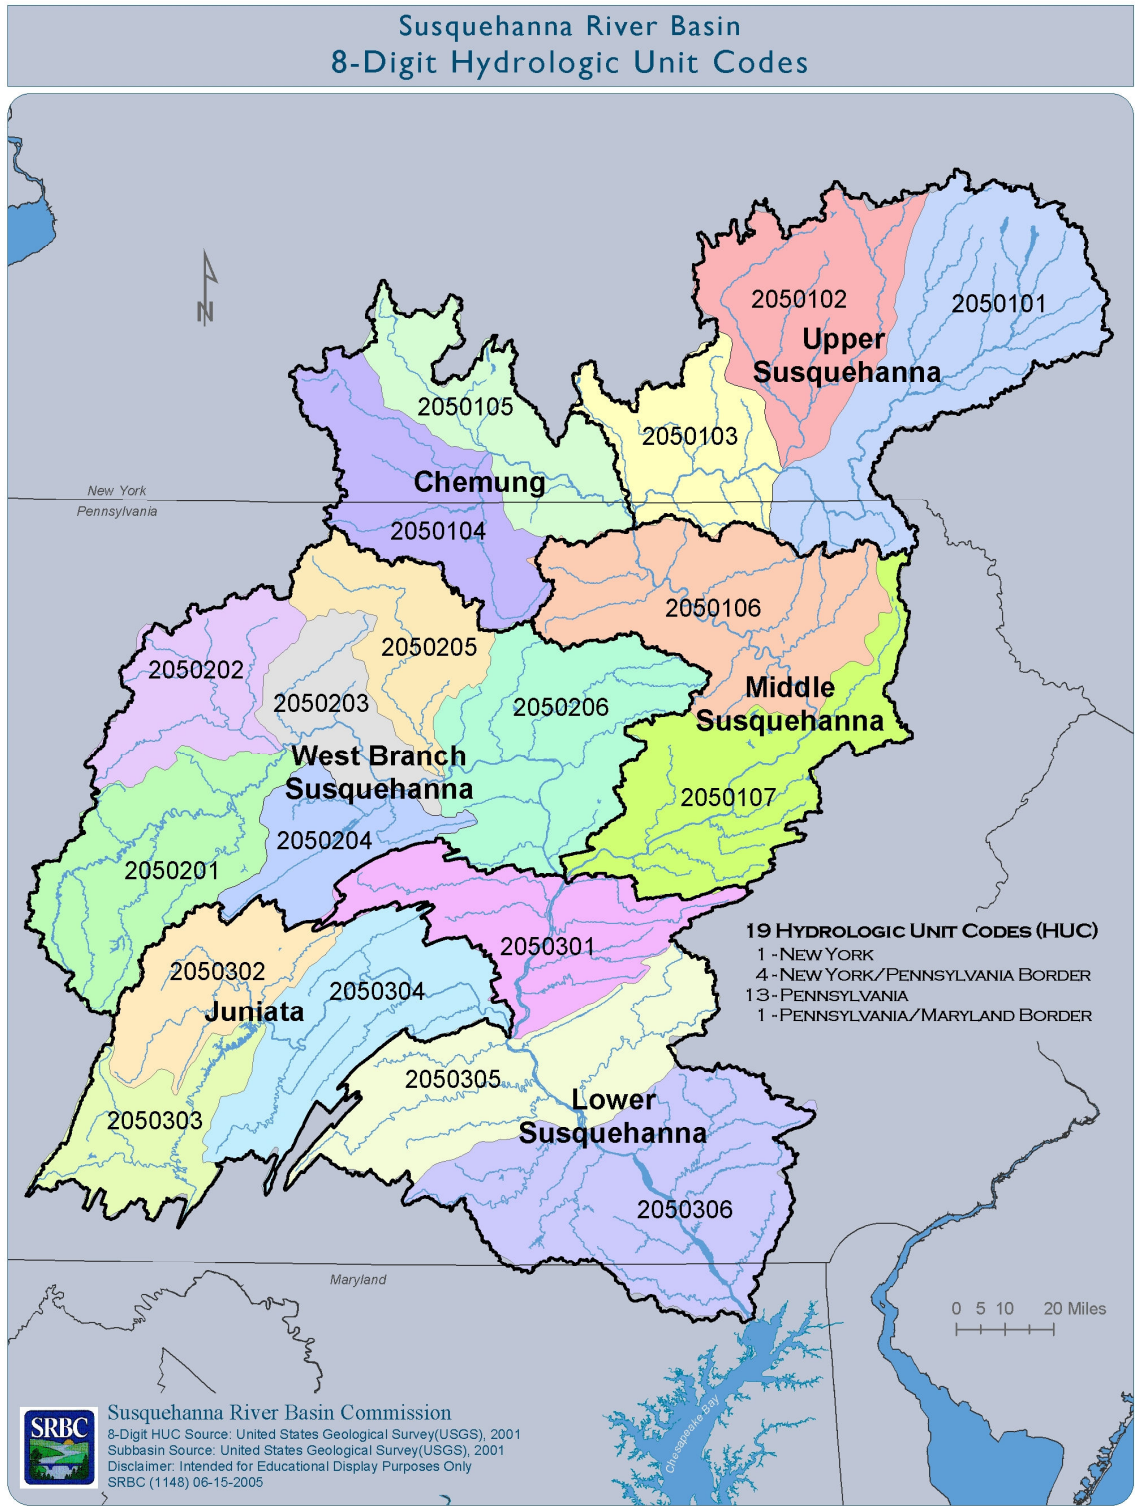 Susquehanna River Basin
8-Digit Hydrologic Unit Codes
N
2050102
2050101
Upper
Susquehanna
2050105
2050103
Chemung
New York
Pennsylvania
2050104
2050106
2050205
2050202
2050203
2050206
Middle
Susquehanna
West Branch
Susquehanna
2050107
2050204
2050201
19 Hydrologic Unit Codes (HUC)
1 - New York
4 - New York/Pennsylvania Border
13 - Pennsylvania
1 - Pennsylvania/Maryland Border
2050301
2050302
2050304
Juniata
2050305
2050303
Lower
Susquehanna
2050306
Maryland
0 5 10 20 Miles
Chesapeake Bay
SRBC
Susquehanna River Basin Commission
8-Digit HUC Source: United States Geological Survey(USGS), 2001
Subbasin Source: United States Geological Survey(USGS), 2001
Disclaimer: Intended for Educational Display Purposes Only
SRBC (1148) 06-15-2005